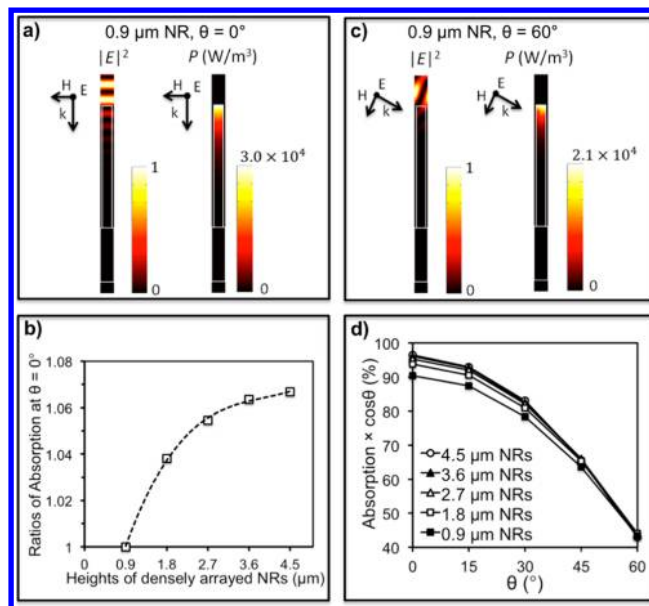 a) 0.9 µm NR, θ = 0°
|E|² P (W/m³)
H E k
H E k
1
0
3.0 × 10⁴
0
c) 0.9 µm NR, θ = 60°
|E|² P (W/m³)
H E k
H E k
1
0
2.1 × 10⁴
0
b)
Ratios of Absorption at θ = 0°
1.08
1.06
1.04
1.02
1
0 0.9 1.8 2.7 3.6 4.5
Heights of densely arrayed NRs (µm)
d)
Absorption × cosθ (%)
100
90
80
70
60
50
40
4.5 µm NRs
3.6 µm NRs
2.7 µm NRs
1.8 µm NRs
0.9 µm NRs
0 15 30 45 60
θ (°)